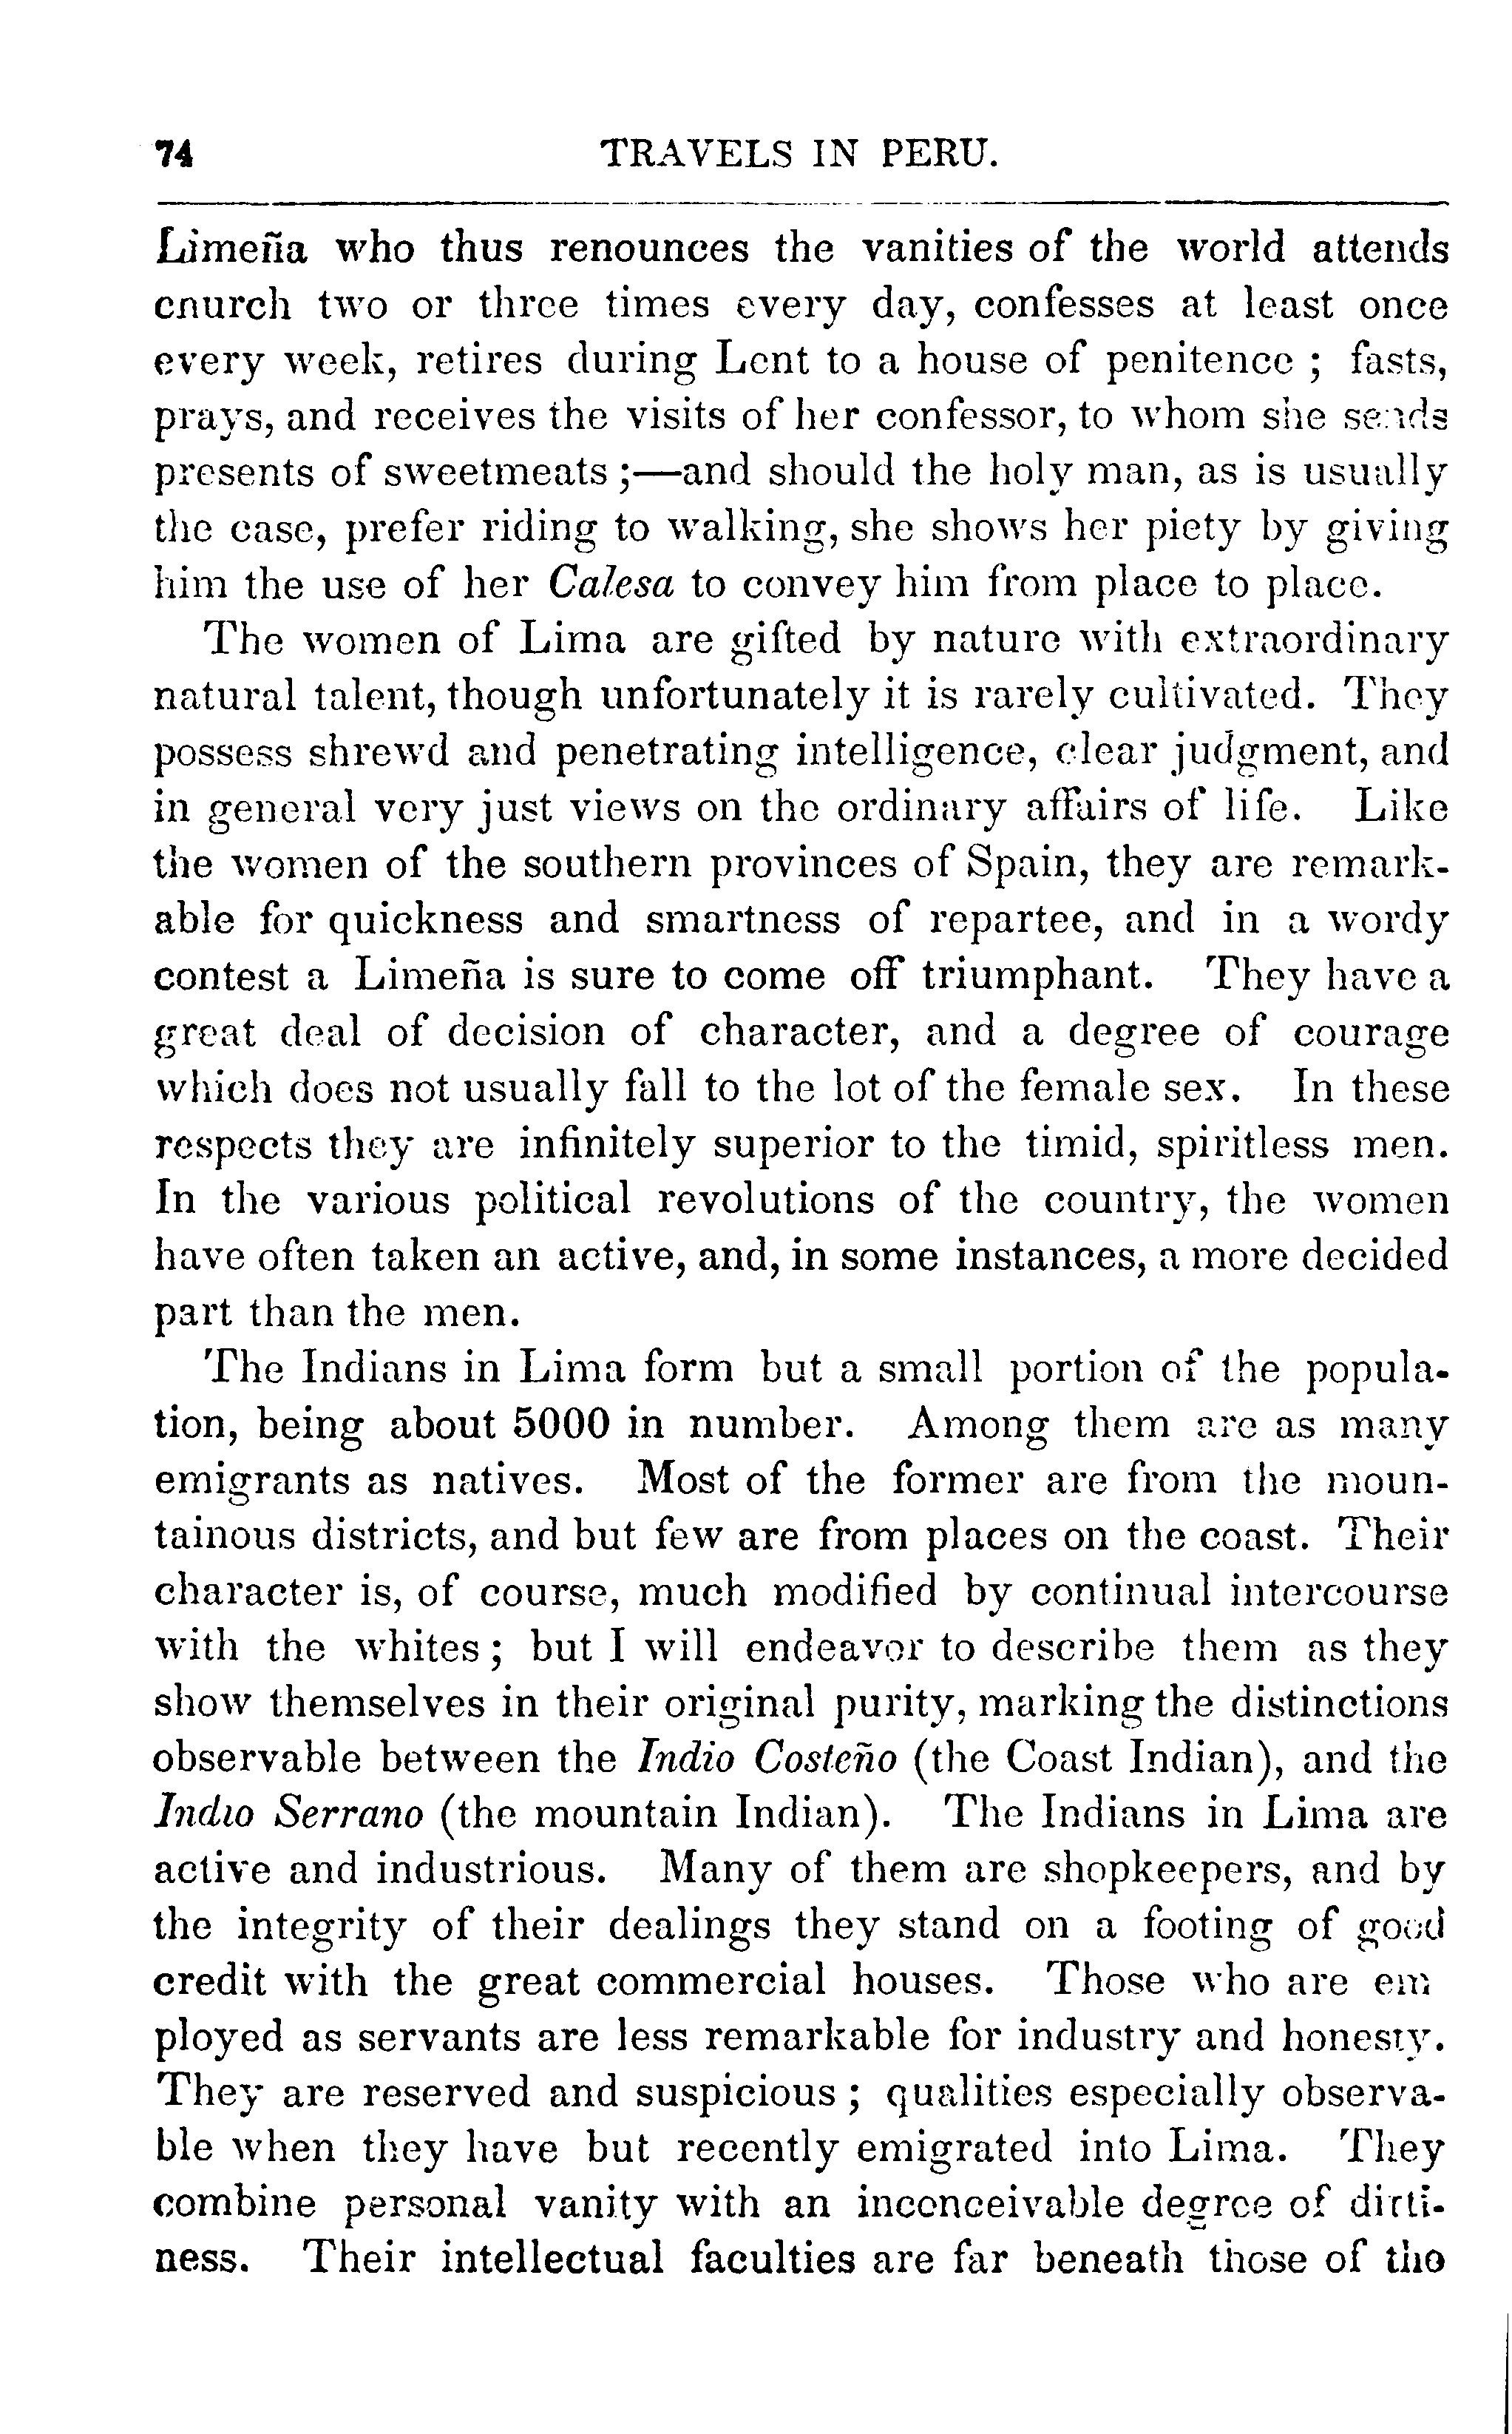 74 TRAVELS IN PERU.
Limeña who thus renounces the vanities of the world attends
church two or three times every day, confesses at least once
every week, retires during Lent to a house of penitence ; fasts,
prays, and receives the visits of her confessor, to whom she sends
presents of sweetmeats ;—and should the holy man, as is usually
the case, prefer riding to walking, she shows her piety by giving
him the use of her Calesa to convey him from place to place.
The women of Lima are gifted by nature with extraordinary
natural talent, though unfortunately it is rarely cultivated. They
possess shrewd and penetrating intelligence, clear judgment, and
in general very just views on the ordinary affairs of life. Like
the women of the southern provinces of Spain, they are remark-
able for quickness and smartness of repartee, and in a wordy
contest a Limeña is sure to come off triumphant. They have a
great deal of decision of character, and a degree of courage
which does not usually fall to the lot of the female sex. In these
respects they are infinitely superior to the timid, spiritless men.
In the various political revolutions of the country, the women
have often taken an active, and, in some instances, a more decided
part than the men.
The Indians in Lima form but a small portion of the popula-
tion, being about 5000 in number. Among them are as many
emigrants as natives. Most of the former are from the moun-
tainous districts, and but few are from places on the coast. Their
character is, of course, much modified by continual intercourse
with the whites ; but I will endeavor to describe them as they
show themselves in their original purity, marking the distinctions
observable between the Indio Costeño (the Coast Indian), and the
Indio Serrano (the mountain Indian). The Indians in Lima are
active and industrious. Many of them are shopkeepers, and by
the integrity of their dealings they stand on a footing of good
credit with the great commercial houses. Those who are em
ployed as servants are less remarkable for industry and honesty.
They are reserved and suspicious ; qualities especially observa-
ble when they have but recently emigrated into Lima. They
combine personal vanity with an inconceivable degree of dirti-
ness. Their intellectual faculties are far beneath those of the